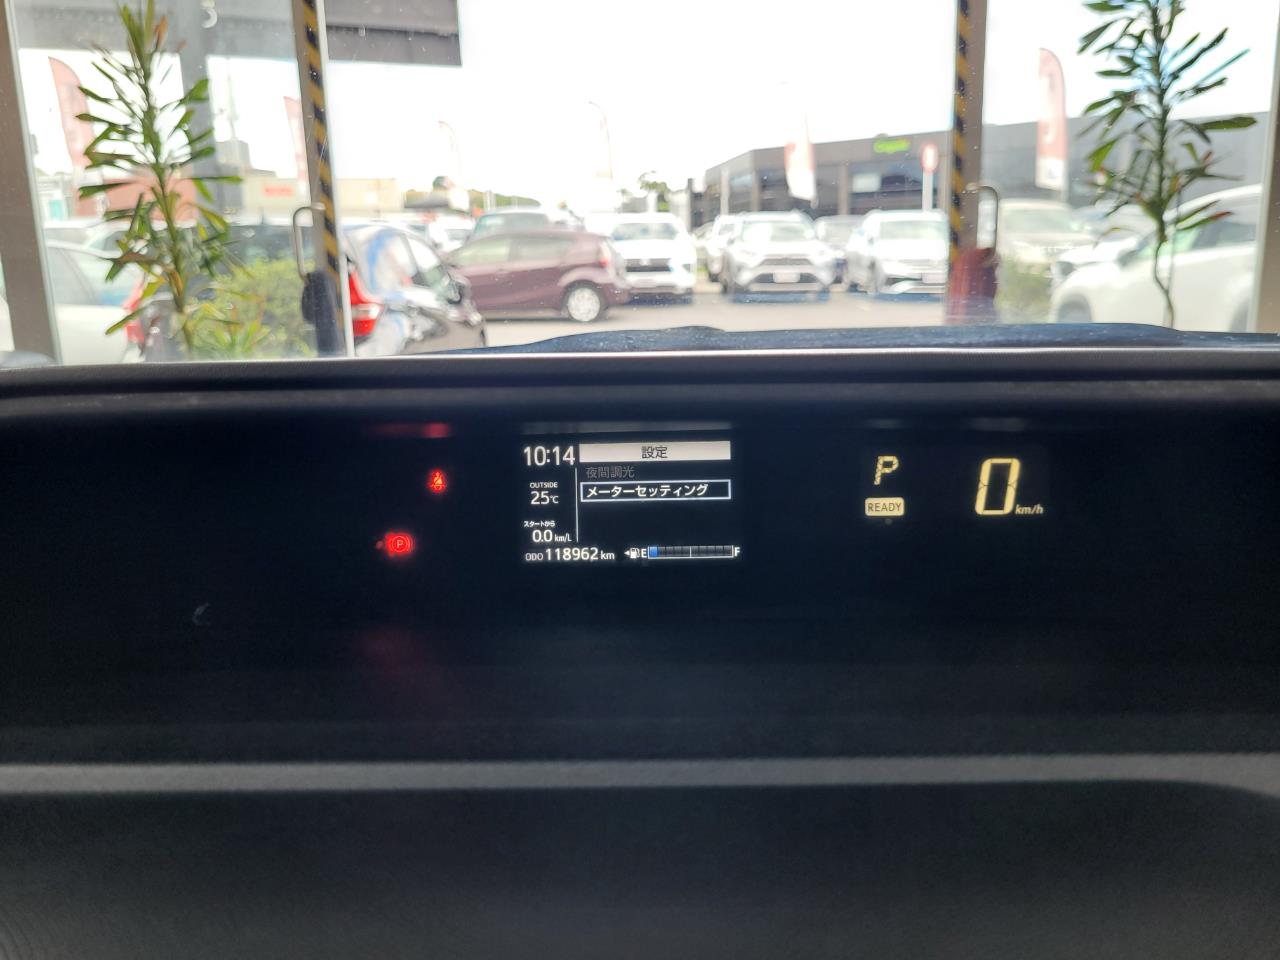 10:14
設定
夜間調光
OUTSIDE
25℃
メーターセッティング
スタートから
0.0 km/L
ODO 118962 km
E
F
P
READY
0 km/h
P